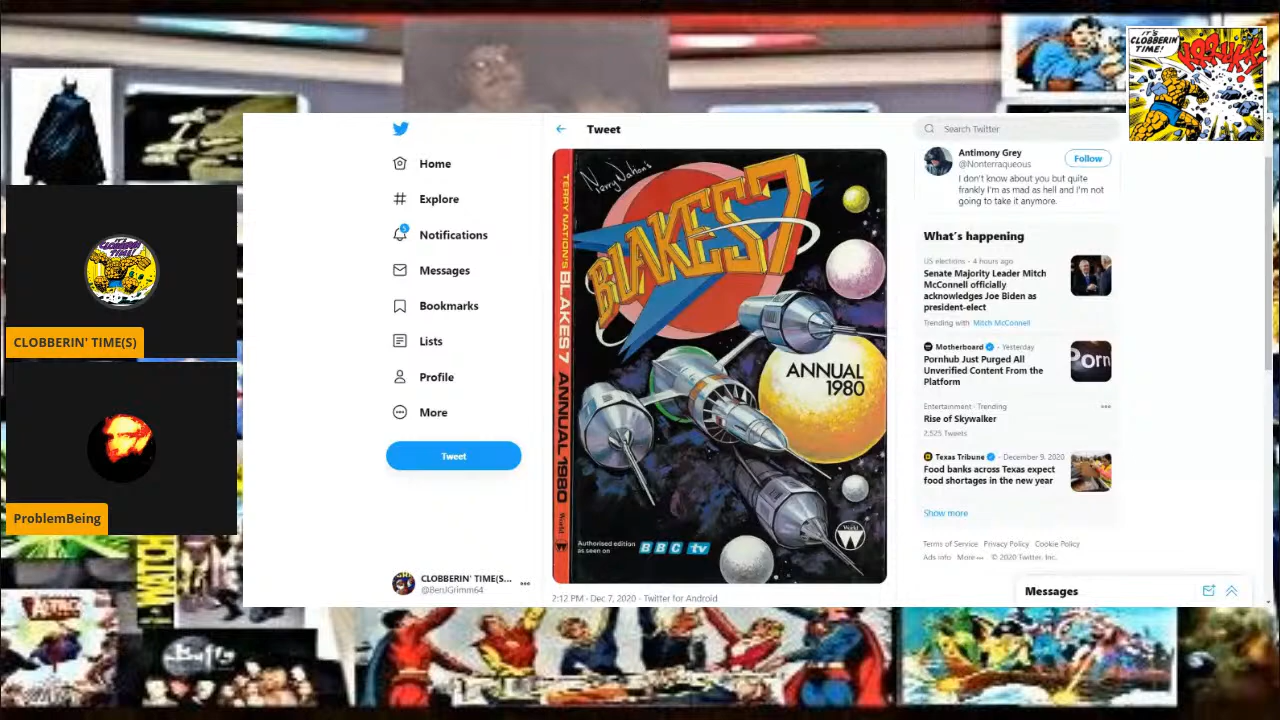 IT'S
CLOBBERIN'
TIME!
CLOBBERIN' TIME(S)
ProblemBeing
Home
Explore
5
Notifications
Messages
Bookmarks
Lists
Profile
More
Tweet
CLOBBERIN' TIME(S...
@BenJGrimm64
Tweet
TERRY NATION'S BLAKES 7 ANNUAL 1980
World
Terry Nation's
BLAKES 7
ANNUAL
1980
Authorised edition
as seen on
BBC tv
World
2:12 PM · Dec 7, 2020 · Twitter for Android
Search Twitter
Antimony Grey
@Nonterraqueous
Follow
I don't know about you but quite
frankly I'm as mad as hell and I'm not
going to take it anymore.
What's happening
US elections · 4 hours ago
Senate Majority Leader Mitch
McConnell officially
acknowledges Joe Biden as
president-elect
Trending with Mitch McConnell
Motherboard · Yesterday
Pornhub Just Purged All
Unverified Content From the
Platform
Porn
Entertainment · Trending
Rise of Skywalker
2,525 Tweets
Texas Tribune · December 9, 2020
Food banks across Texas expect
food shortages in the new year
Show more
Terms of Service Privacy Policy Cookie Policy
Ads info More © 2020 Twitter, Inc.
Messages
Buffy